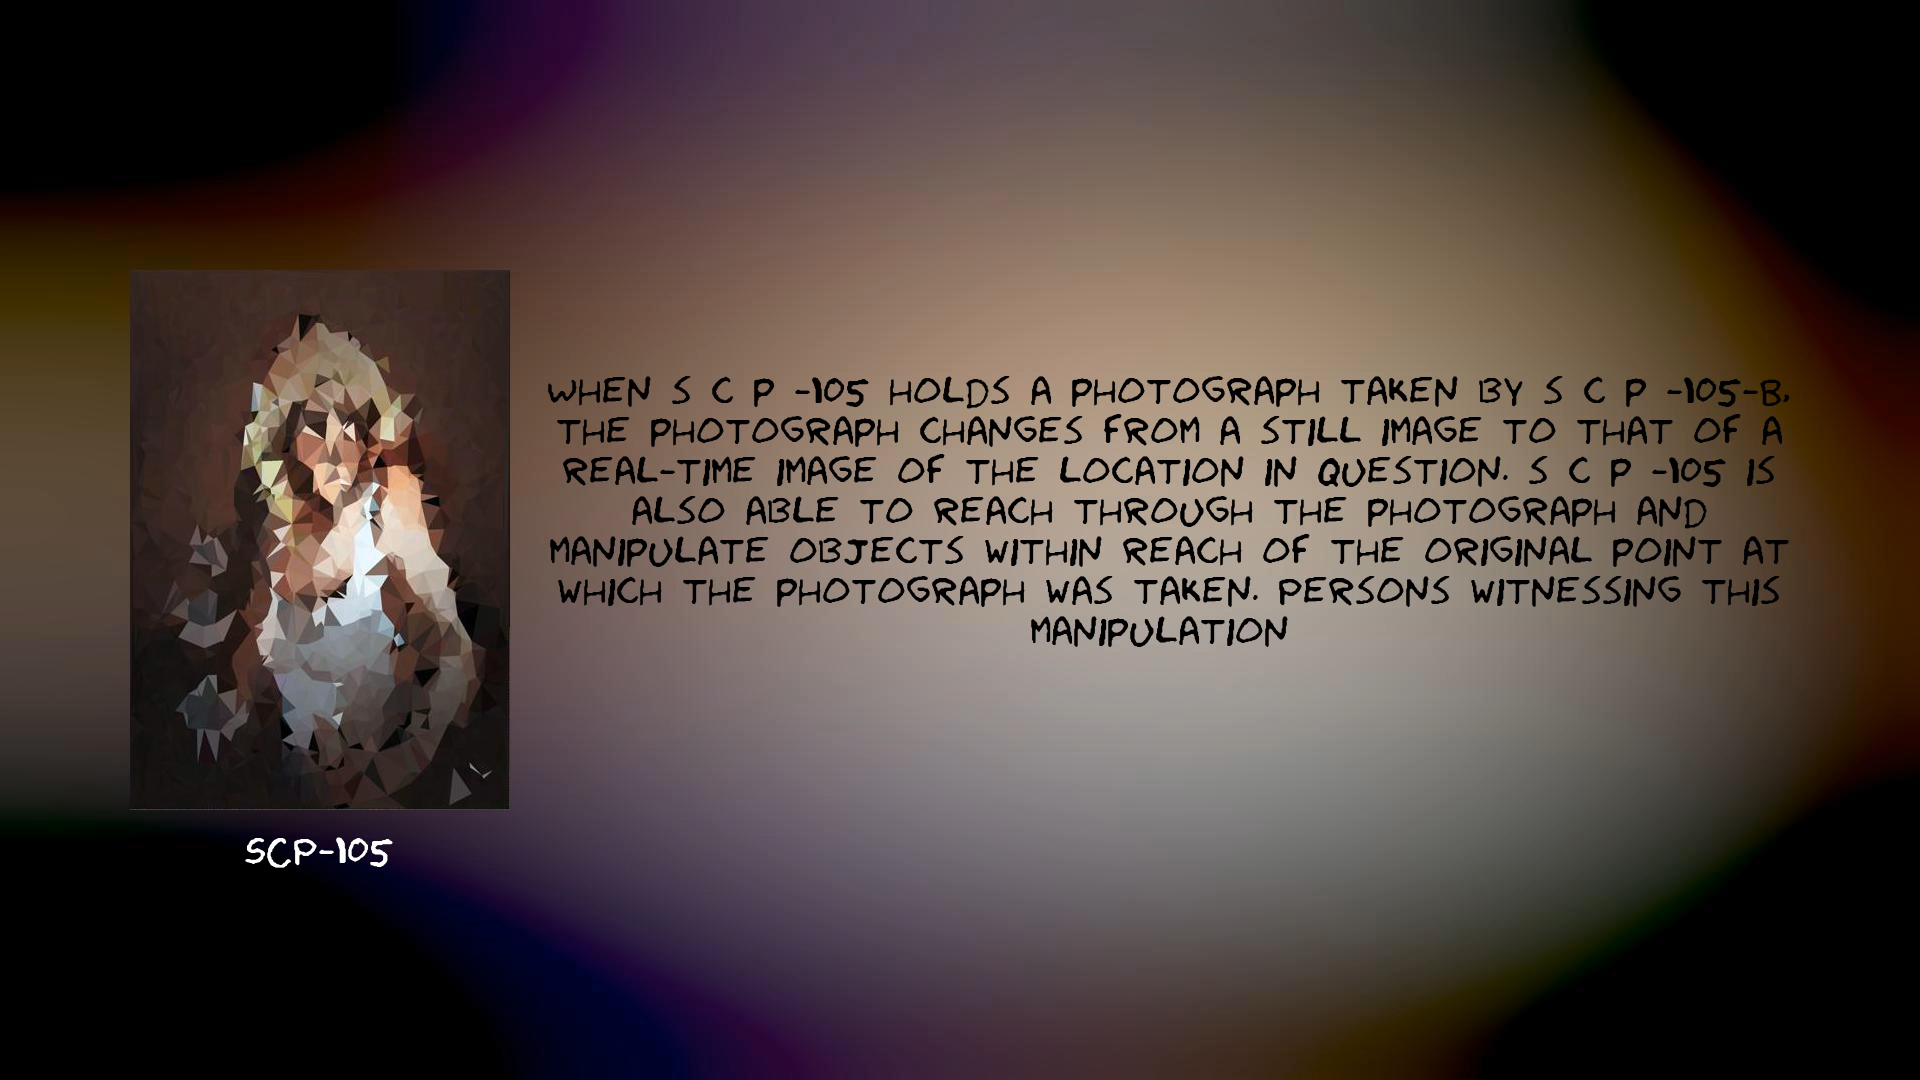 WHEN S C P -105 HOLDS A PHOTOGRAPH TAKEN BY S C P -105-B,
THE PHOTOGRAPH CHANGES FROM A STILL IMAGE TO THAT OF A
REAL-TIME IMAGE OF THE LOCATION IN QUESTION. S C P -105 IS
ALSO ABLE TO REACH THROUGH THE PHOTOGRAPH AND
MANIPULATE OBJECTS WITHIN REACH OF THE ORIGINAL POINT AT
WHICH THE PHOTOGRAPH WAS TAKEN. PERSONS WITNESSING THIS
MANIPULATION
SCP-105